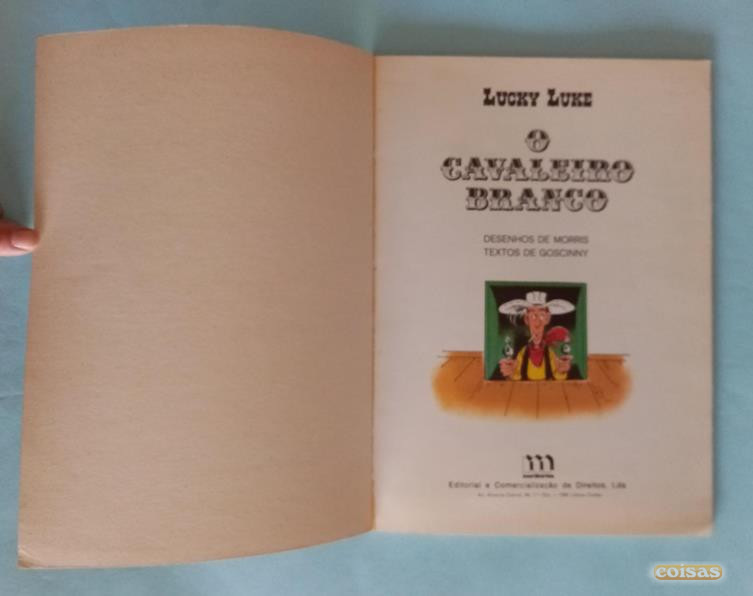 LUCKY LUKE
O
CAVALEIRO
BRANCO
DESENHOS DE MORRIS
TEXTOS DE GOSCINNY
Editorial e Comercialização de Direitos, Lda
coisas